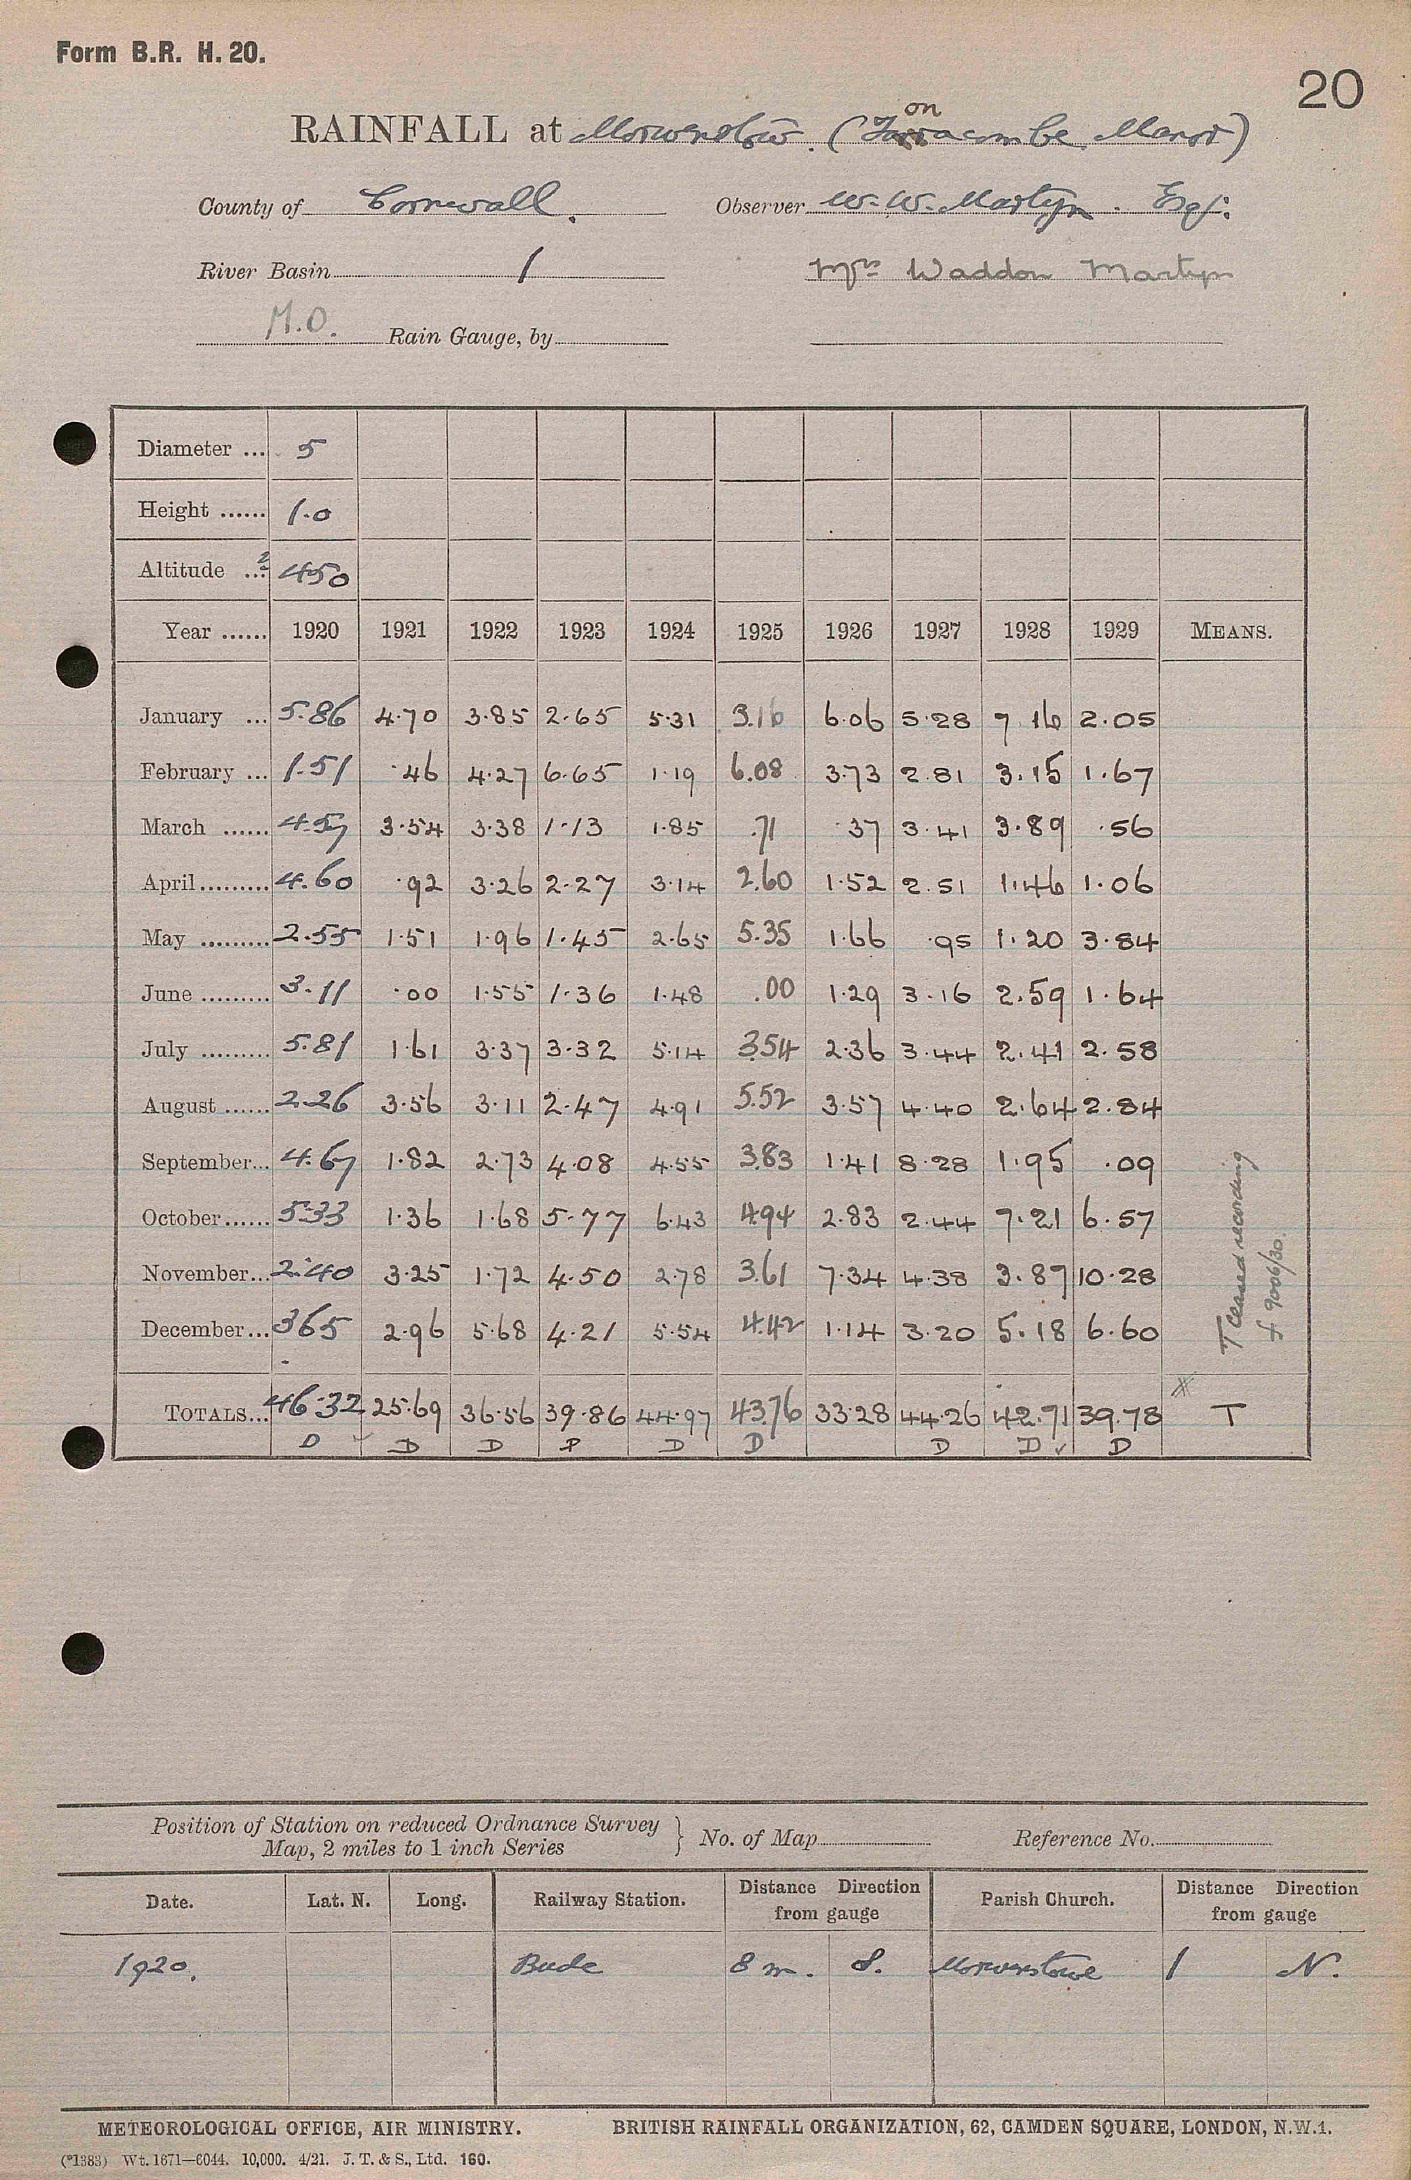 Form B.R. H. 20.
20
on
RAINFALL at Morwenstow. (Tonnacombe Manor)
County of Cornwall. Observer W. W. Martyn. Esq.
River Basin 1 Mrs Waddon Martyn
M.O. Rain Gauge, by
Diameter ... 5
Height ...... 1.0
Altitude ...? 450
Year ...... 1920 1921 1922 1923 1924 1925 1926 1927 1928 1929 MEANS.
January ... 5.86 4.70 3.85 2.65 5.31 3.16 6.06 5.28 7.16 2.05
February ... 1.51 .46 4.27 6.65 1.19 6.08 3.73 2.81 3.15 1.67
March ...... 4.57 3.54 3.38 1.13 1.85 .71 .37 3.41 3.89 .56
April......... 4.60 .92 3.26 2.27 3.14 2.60 1.52 2.51 1.46 1.06
May ......... 2.55 1.51 1.96 1.45 2.65 5.35 1.66 .95 1.20 3.84
June ......... 3.11 .00 1.55 1.36 1.48 .00 1.29 3.16 2.59 1.64
July ......... 5.81 1.61 3.37 3.32 5.14 3.54 2.36 3.44 2.41 2.58
August ...... 2.26 3.56 3.11 2.47 4.91 5.52 3.57 4.40 2.64 2.84
September... 4.67 1.82 2.73 4.08 4.55 3.83 1.41 8.28 1.95 .09
October...... 5.33 1.36 1.68 5.77 6.43 4.94 2.83 2.44 7.21 6.57
November... 2.40 3.25 1.72 4.50 2.78 3.61 7.34 4.38 3.87 10.28
December... 3.65 2.96 5.68 4.21 5.54 4.42 1.14 3.20 5.18 6.60
T ceased recording
f 9006/30.
TOTALS... 46.32 25.69 36.56 39.86 44.97 43.76 33.28 44.26 42.71 39.78 T
D D D P D D D D D
Position of Station on reduced Ordnance Survey
Map, 2 miles to 1 inch Series } No. of Map Reference No.
Date. Lat. N. Long. Railway Station. Distance Direction from gauge Parish Church. Distance Direction from gauge
1920. Bude 8 m. S. Morwenstowe 1 N.
METEOROLOGICAL OFFICE, AIR MINISTRY. BRITISH RAINFALL ORGANIZATION, 62, CAMDEN SQUARE, LONDON, N.W.1.
(*1383) Wt. 1671—6044. 10,000. 4/21. J. T. & S., Ltd. 160.